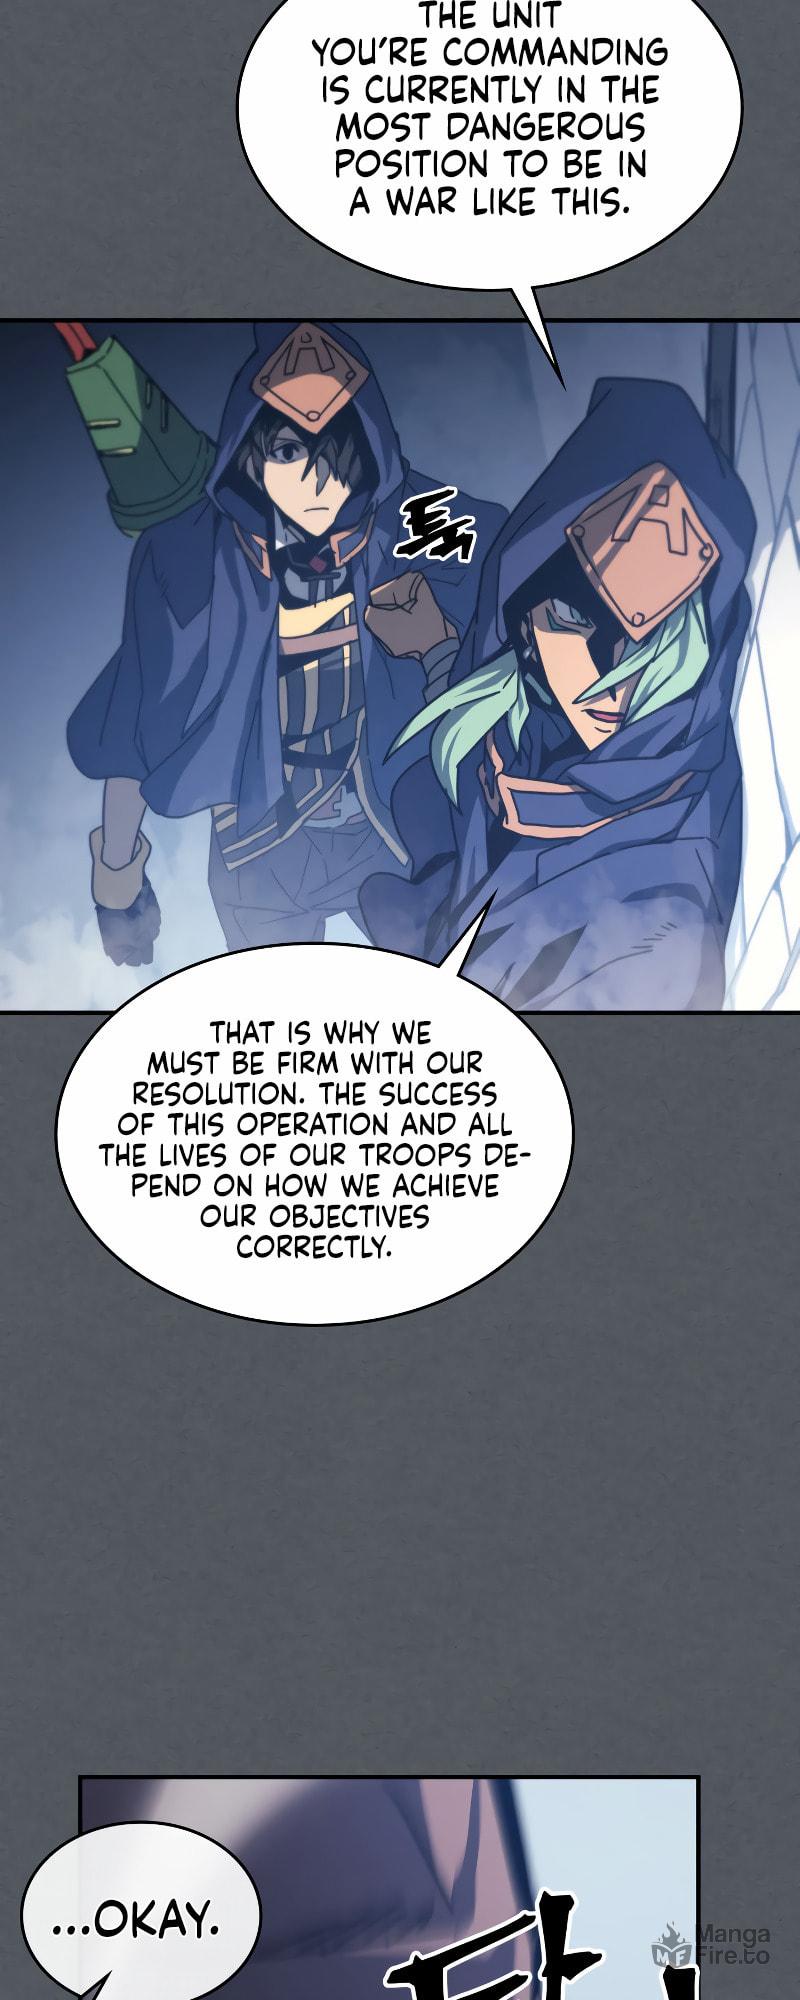 THE UNIT
YOU'RE COMMANDING
IS CURRENTLY IN THE
MOST DANGEROUS
POSITION TO BE IN
A WAR LIKE THIS.
A
A
THAT IS WHY WE
MUST BE FIRM WITH OUR
RESOLUTION. THE SUCCESS
OF THIS OPERATION AND ALL
THE LIVES OF OUR TROOPS DE-
PEND ON HOW WE ACHIEVE
OUR OBJECTIVES
CORRECTLY.
...OKAY.
Manga
MF Fire.to